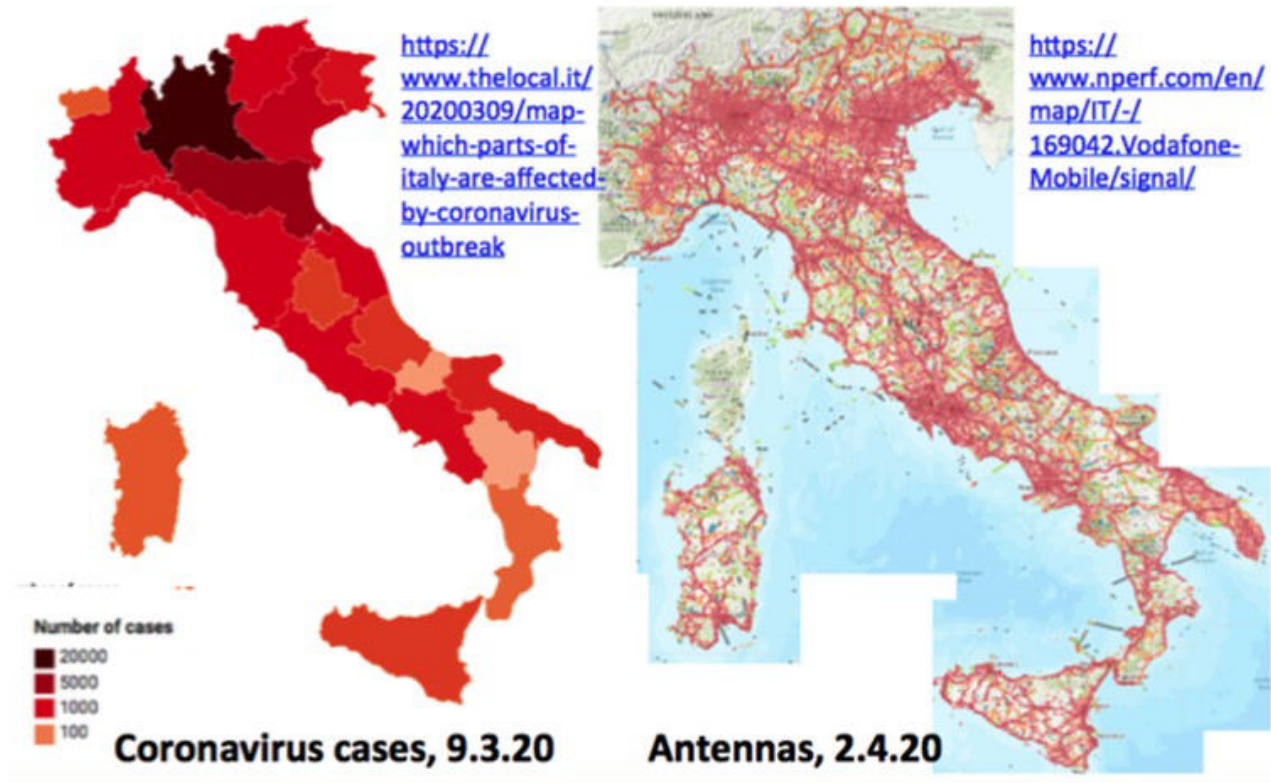 https://
www.thelocal.it/
20200309/map-
which-parts-of-
italy-are-affected-
by-coronavirus-
outbreak
SWITZERLAND
https://
www.nperf.com/en/
map/IT/-/
169042.Vodafone-
Mobile/signal/
Number of cases
20000
5000
1000
100
Coronavirus cases, 9.3.20
Antennas, 2.4.20